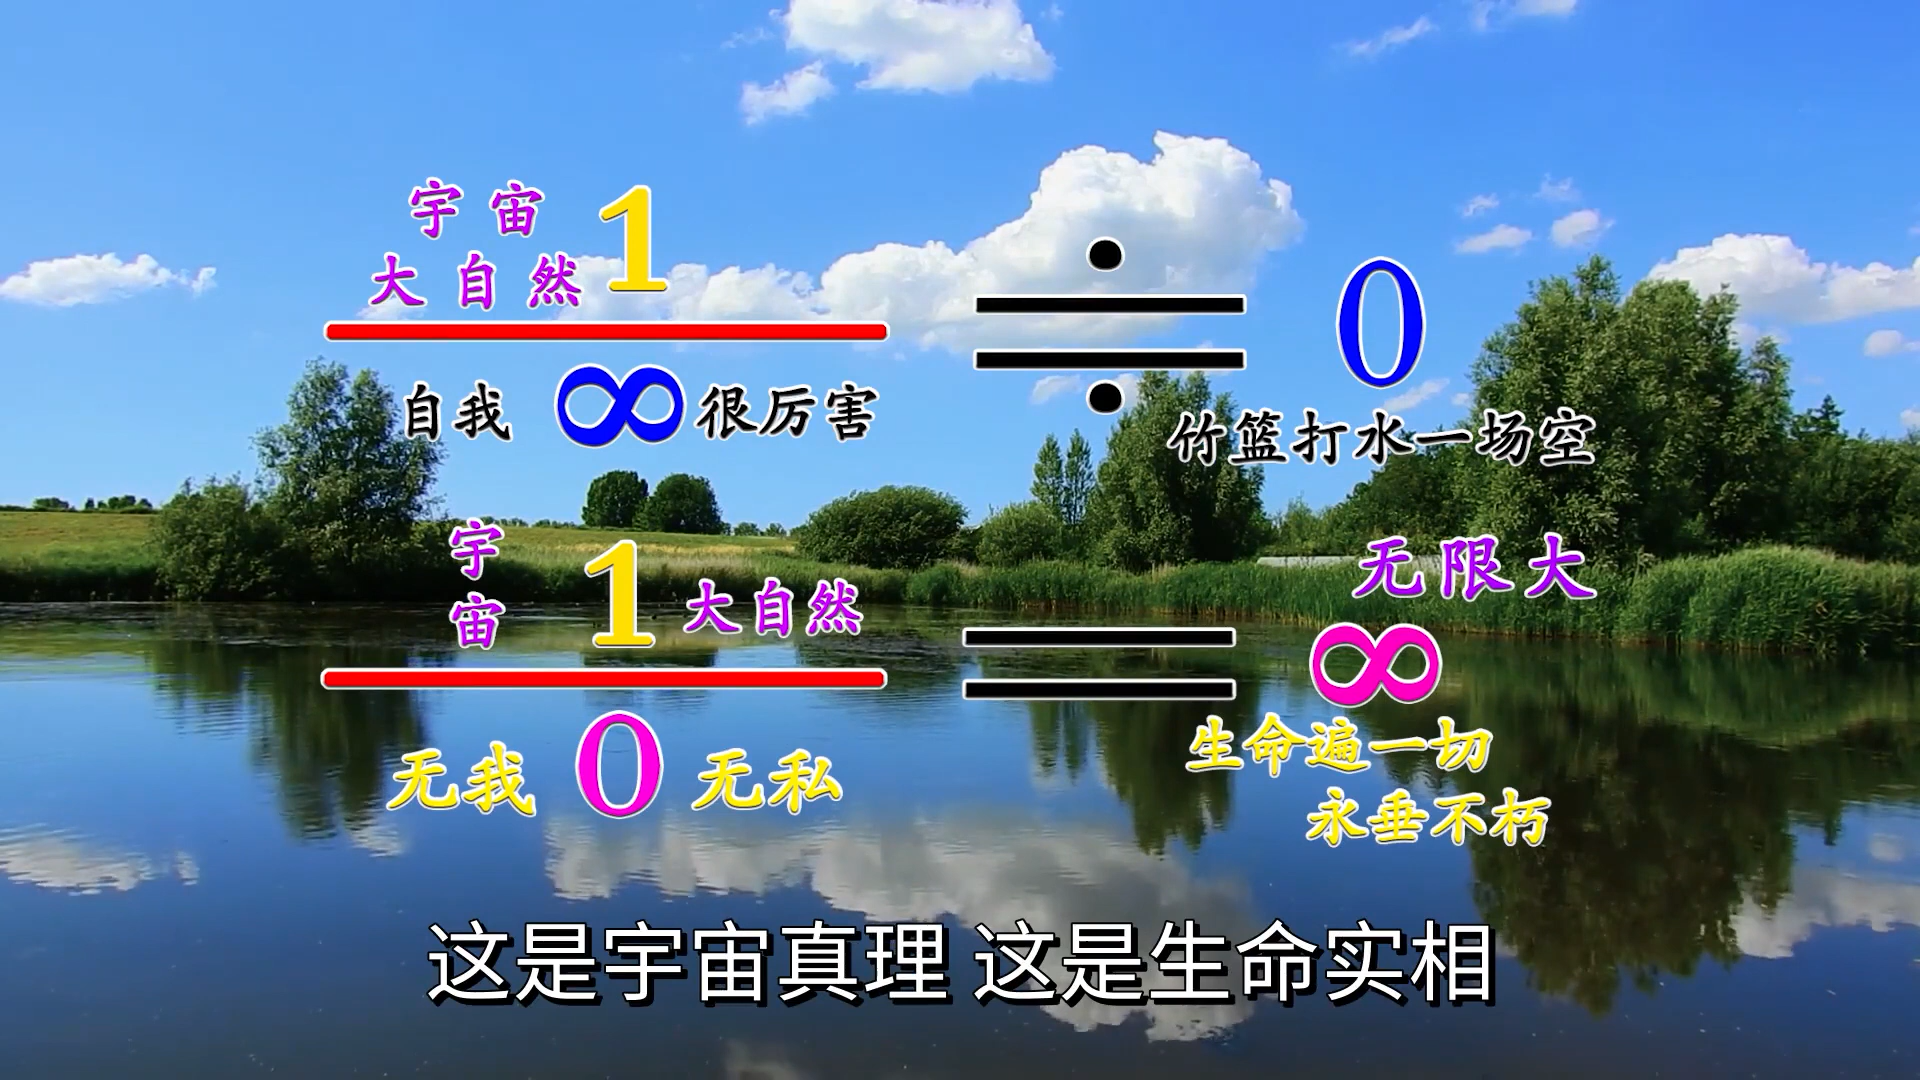 宇宙
大自然 1
自我 ∞ 很厉害
≒ 0
竹篮打水一场空
宇宙 1 大自然
无我 0 无私
无限大
= ∞
生命遍一切
永垂不朽
这是宇宙真理 这是生命实相